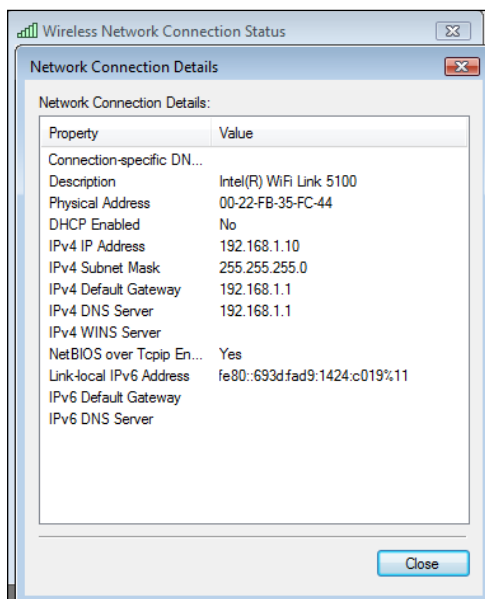 Wireless Network Connection Status
Network Connection Details
Network Connection Details:
Property Value
Connection-specific DN...
Description Intel(R) WiFi Link 5100
Physical Address 00-22-FB-35-FC-44
DHCP Enabled No
IPv4 IP Address 192.168.1.10
IPv4 Subnet Mask 255.255.255.0
IPv4 Default Gateway 192.168.1.1
IPv4 DNS Server 192.168.1.1
IPv4 WINS Server
NetBIOS over Tcpip En... Yes
Link-local IPv6 Address fe80::693d:fad9:1424:c019%11
IPv6 Default Gateway
IPv6 DNS Server
Close